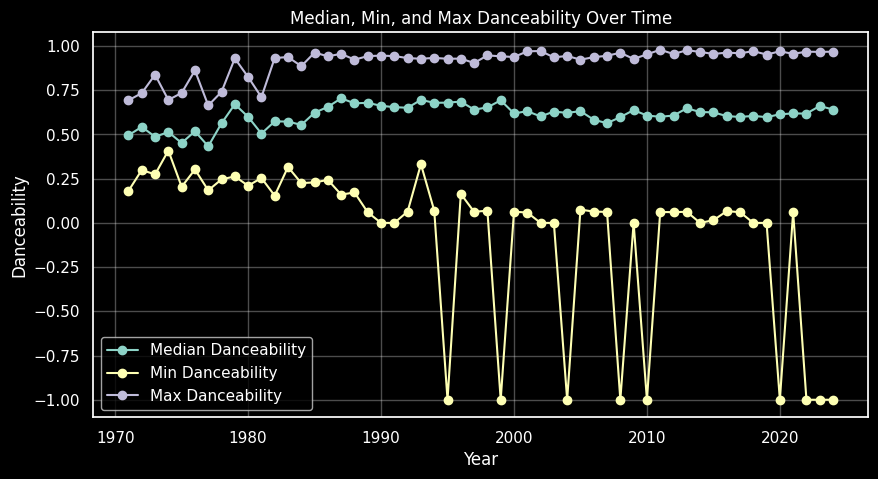 Median, Min, and Max Danceability Over Time
1.00
0.75
0.50
0.25
0.00
−0.25
−0.50
−0.75
−1.00
Danceability
Median Danceability
Min Danceability
Max Danceability
1970 1980 1990 2000 2010 2020
Year